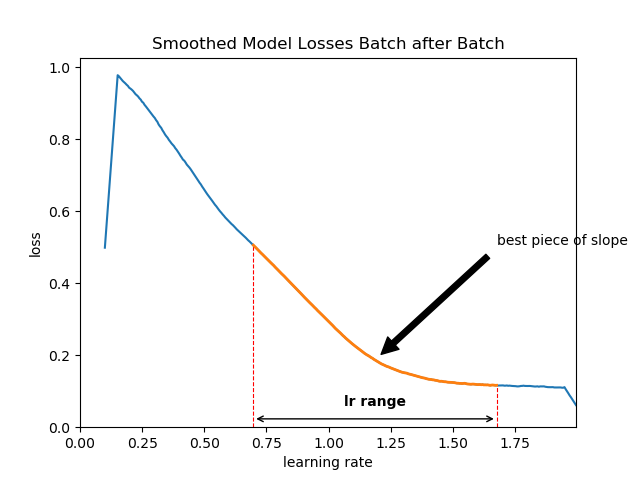 Smoothed Model Losses Batch after Batch
1.0
0.8
0.6
0.4
0.2
0.0
loss
best piece of slope
lr range
0.00 0.25 0.50 0.75 1.00 1.25 1.50 1.75
learning rate